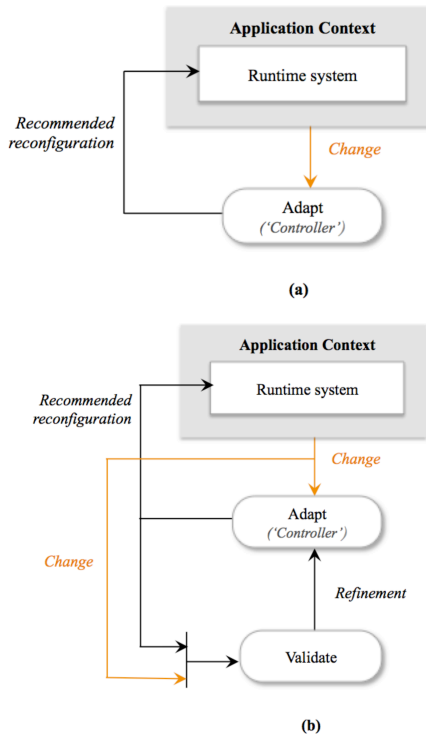 Application Context
Runtime system
Recommended
reconfiguration
Change
Adapt
('Controller')
(a)
Application Context
Runtime system
Recommended
reconfiguration
Change
Adapt
('Controller')
Change
Refinement
Validate
(b)